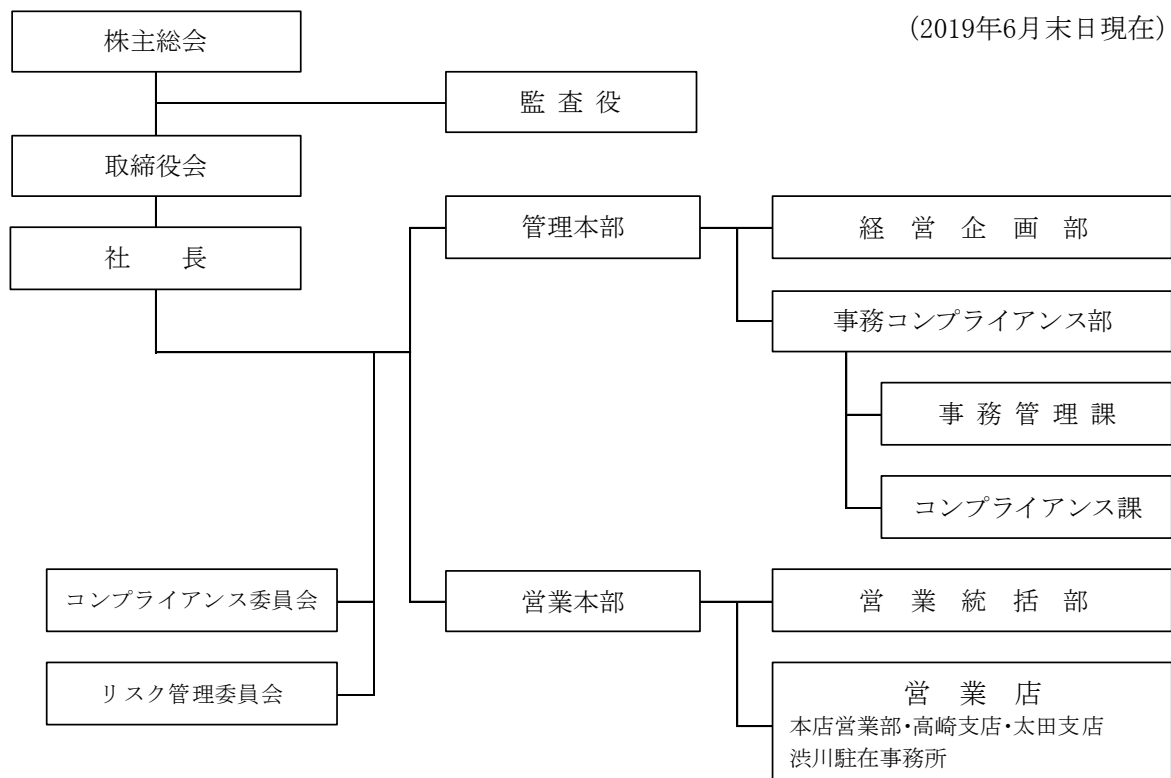 (2019年6月末日現在)
株主総会
監 査 役
取締役会
管理本部
経 営 企 画 部
社 長
事務コンプライアンス部
事 務 管 理 課
コンプライアンス課
コンプライアンス委員会
営業本部
営 業 統 括 部
リスク管理委員会
営 業 店
本店営業部・高崎支店・太田支店
渋川駐在事務所